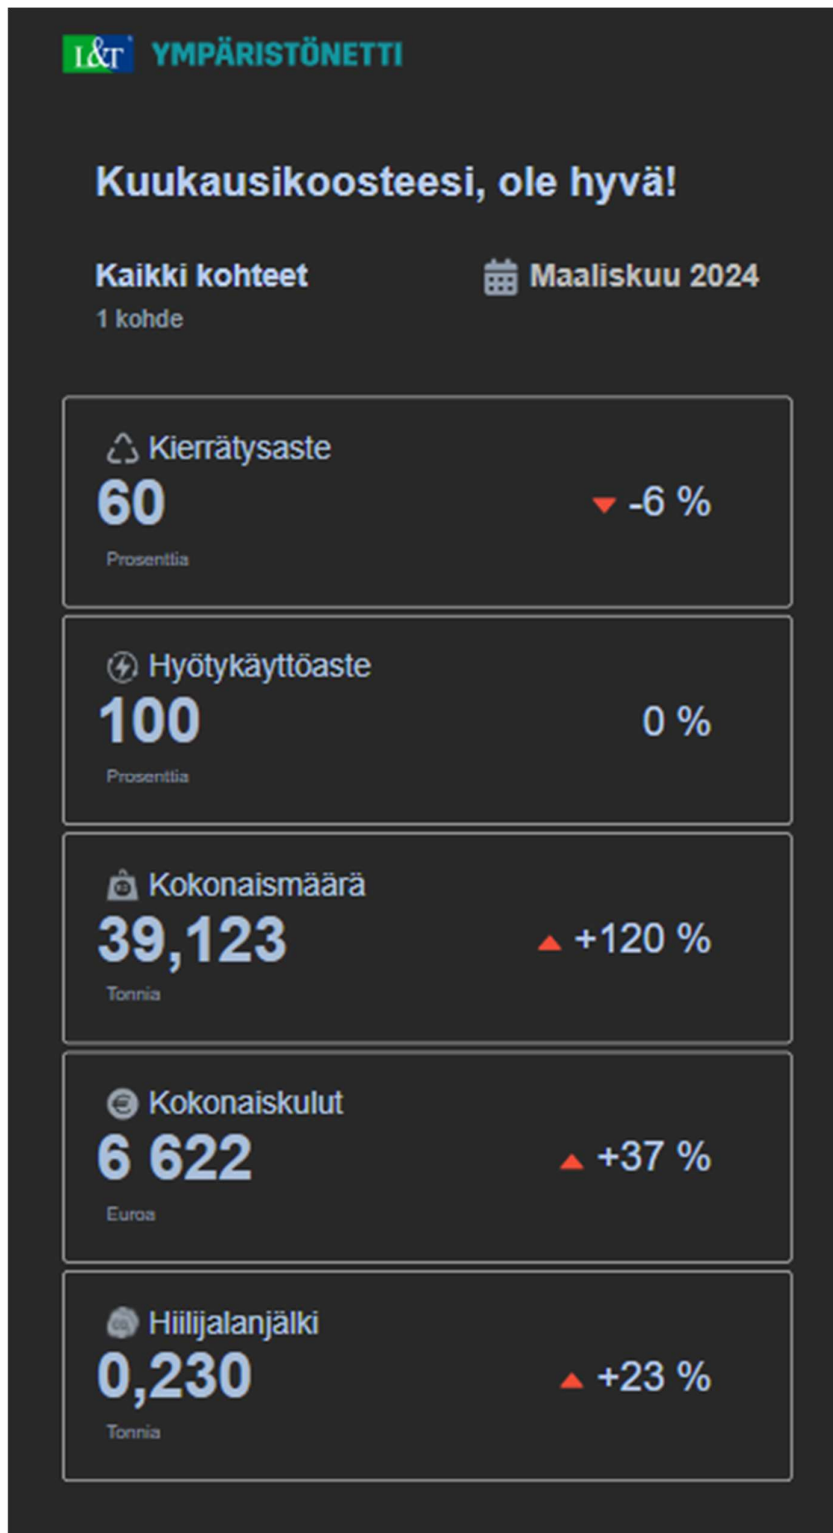 L&T YMPÄRISTÖNETTI
Kuukausikoosteesi, ole hyvä!
Kaikki kohteet Maaliskuu 2024
1 kohde
Kierrätysaste
60 -6 %
Prosenttia
Hyötykäyttöaste
100 0 %
Prosenttia
Kokonaismäärä
39,123 +120 %
Tonnia
Kokonaiskulut
6 622 +37 %
Euroa
Hiilijalanjälki
0,230 +23 %
Tonnia